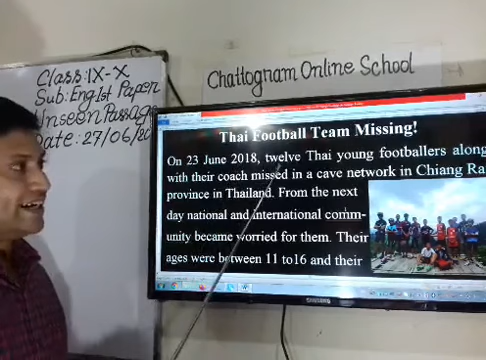 Class: IX-X
Sub: Eng 1st Paper
Unseen Passage
Date: 27/06/
Chattogram Online School
Thai Football Team Missing!
On 23 June 2018, twelve Thai young footballers along
with their coach missed in a cave network in Chiang Ra
province in Thailand. From the next
day national and international comm-
unity became worried for them. Their
ages were between 11 to16 and their
SAMSUNG